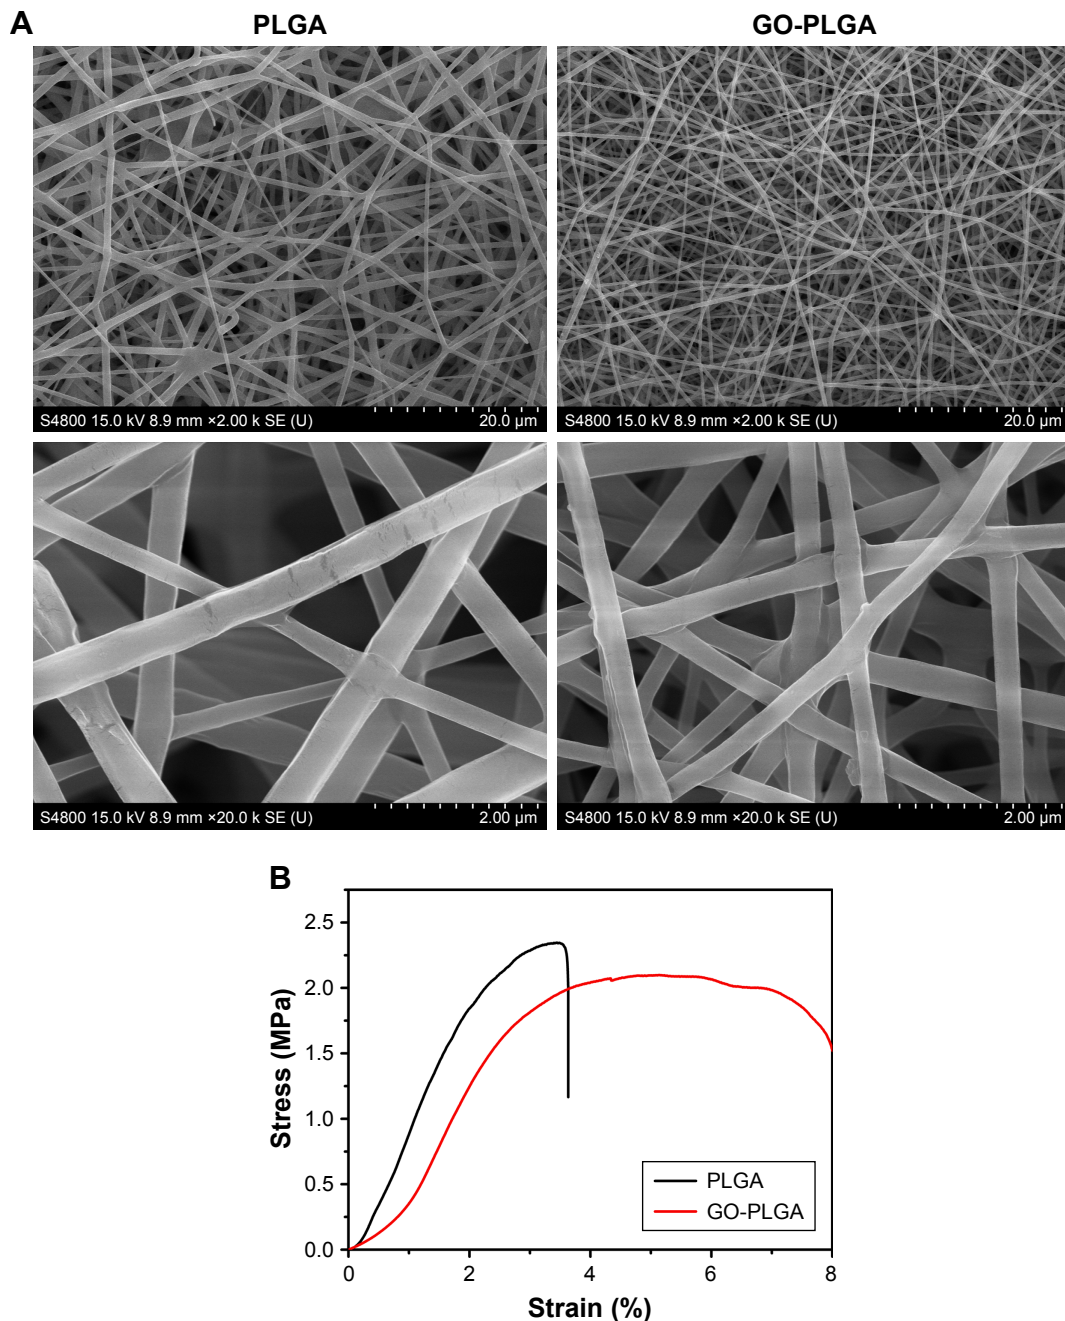 A
PLGA
GO-PLGA
S4800 15.0 kV 8.9 mm ×2.00 k SE (U) 20.0 µm
S4800 15.0 kV 8.9 mm ×2.00 k SE (U) 20.0 µm
S4800 15.0 kV 8.9 mm ×20.0 k SE (U) 2.00 µm
S4800 15.0 kV 8.9 mm ×20.0 k SE (U) 2.00 µm
B
2.5
2.0
1.5
1.0
0.5
0.0
Stress (MPa)
PLGA
GO-PLGA
0 2 4 6 8
Strain (%)